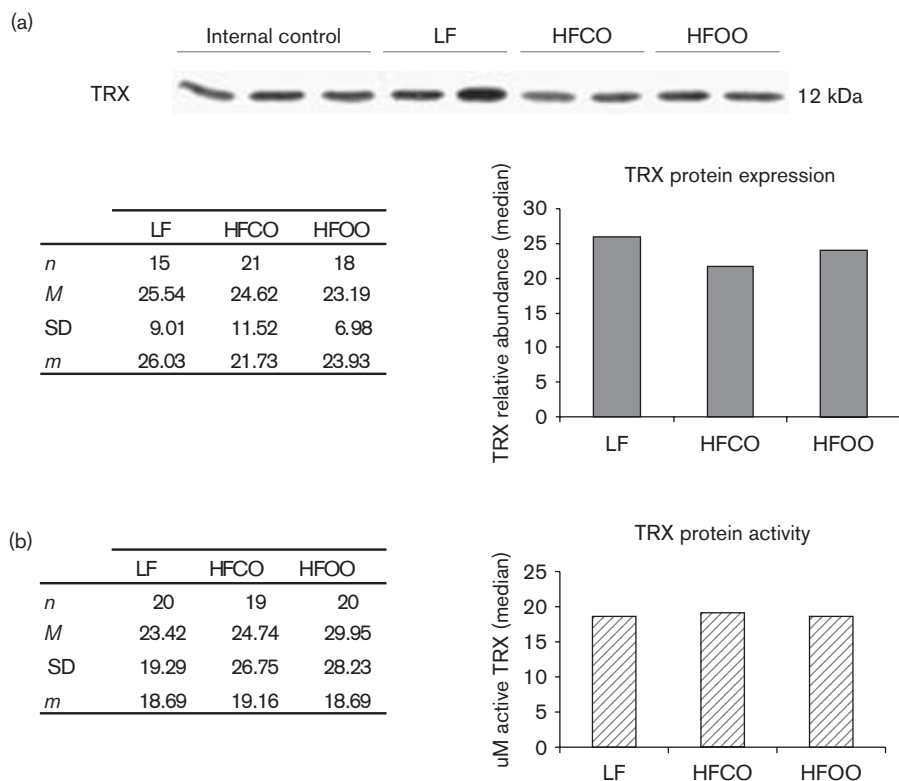 (a)
Internal control LF HFCO HFOO
TRX 12 kDa
LF HFCO HFOO
n 15 21 18
M 25.54 24.62 23.19
SD 9.01 11.52 6.98
m 26.03 21.73 23.93
TRX protein expression
TRX relative abundance (median)
30
25
20
15
10
5
0
LF HFCO HFOO
(b)
LF HFCO HFOO
n 20 19 20
M 23.42 24.74 29.95
SD 19.29 26.75 28.23
m 18.69 19.16 18.69
TRX protein activity
uM active TRX (median)
25
20
15
10
5
0
LF HFCO HFOO